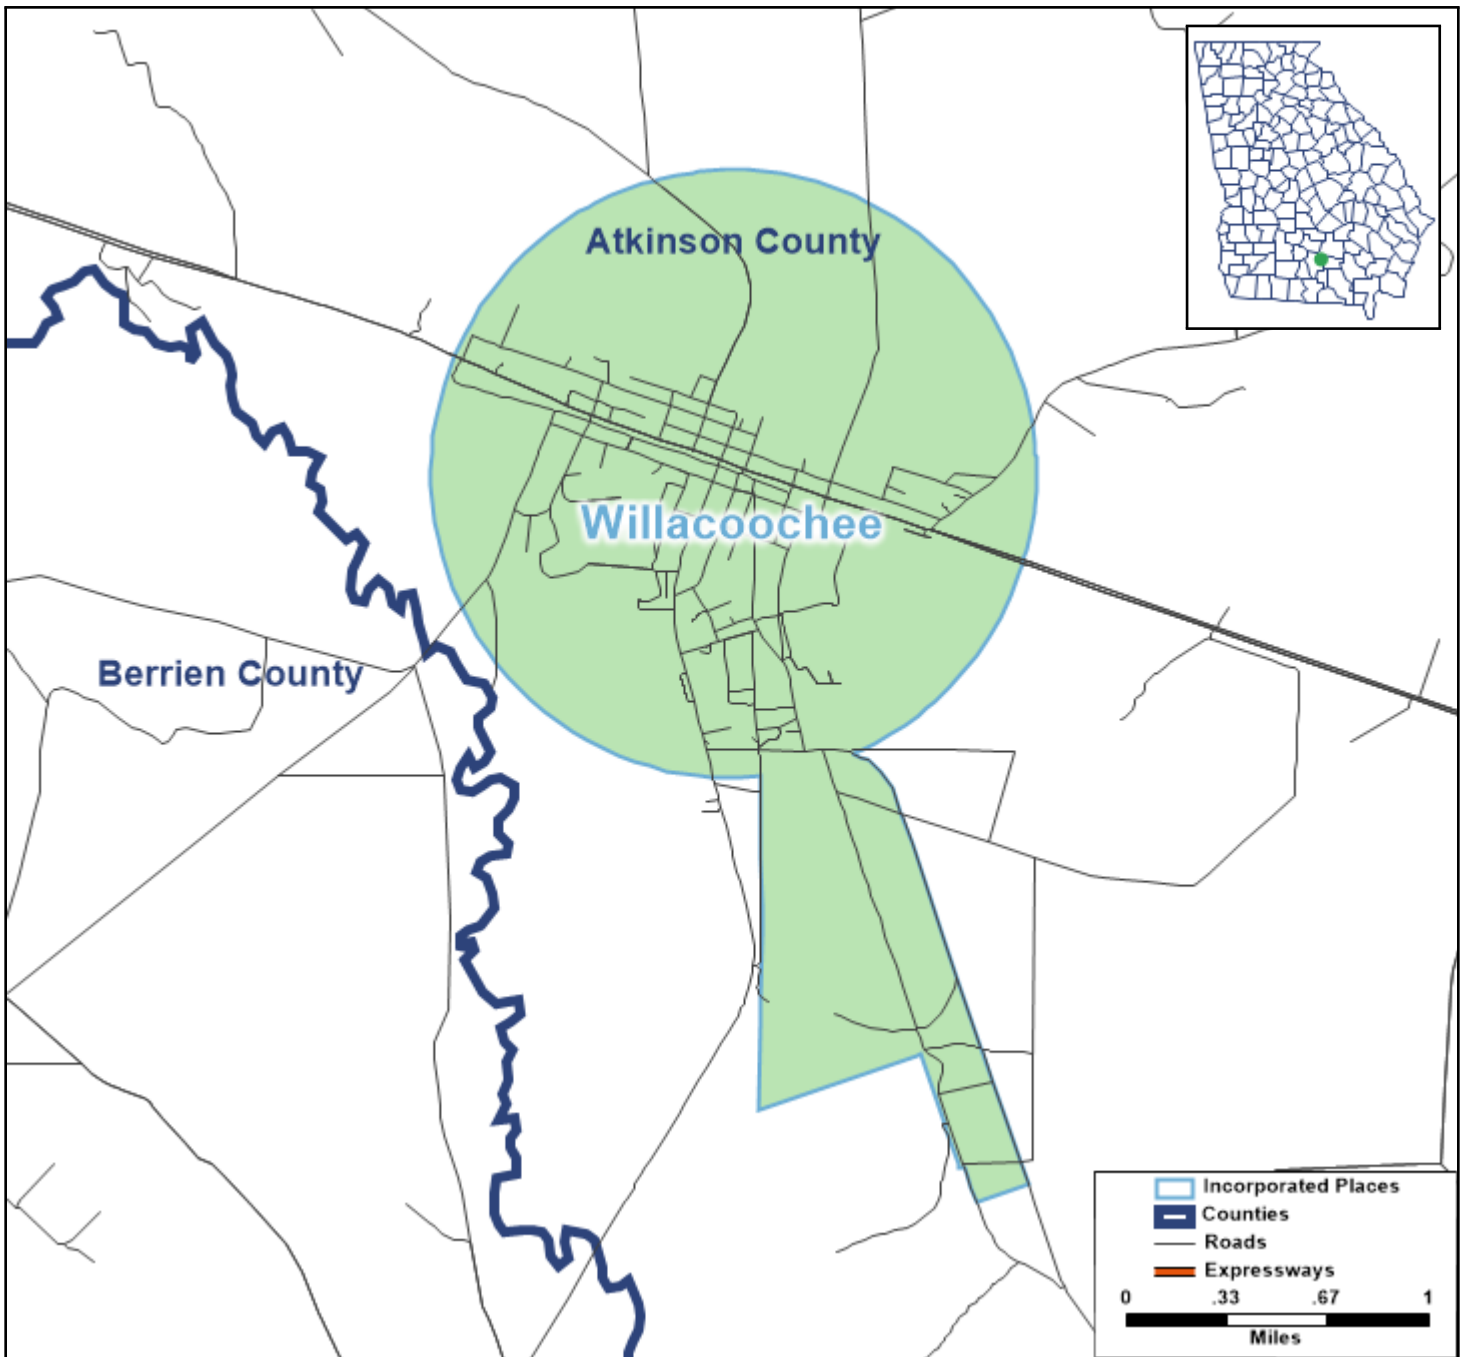 Atkinson County
Willacoochee
Berrien County
Incorporated Places
Counties
Roads
Expressways
0 .33 .67 1
Miles